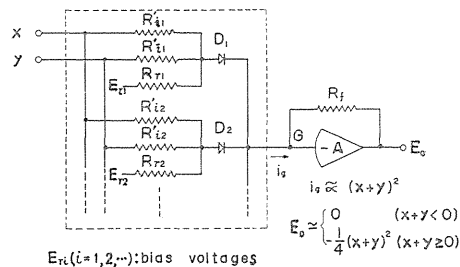 x
R'i1
D1
y
R'i1
Er1
Rr1
R'i2
D2
R'i2
Er2
Rr2
Rf
G
-A
Eo
ig
ig ≈∝ (x+y)²
Eo ≃ { 0 (x+y<0)
-1/4(x+y)² (x+y≥0)
Eri(i=1,2,…):bias voltages